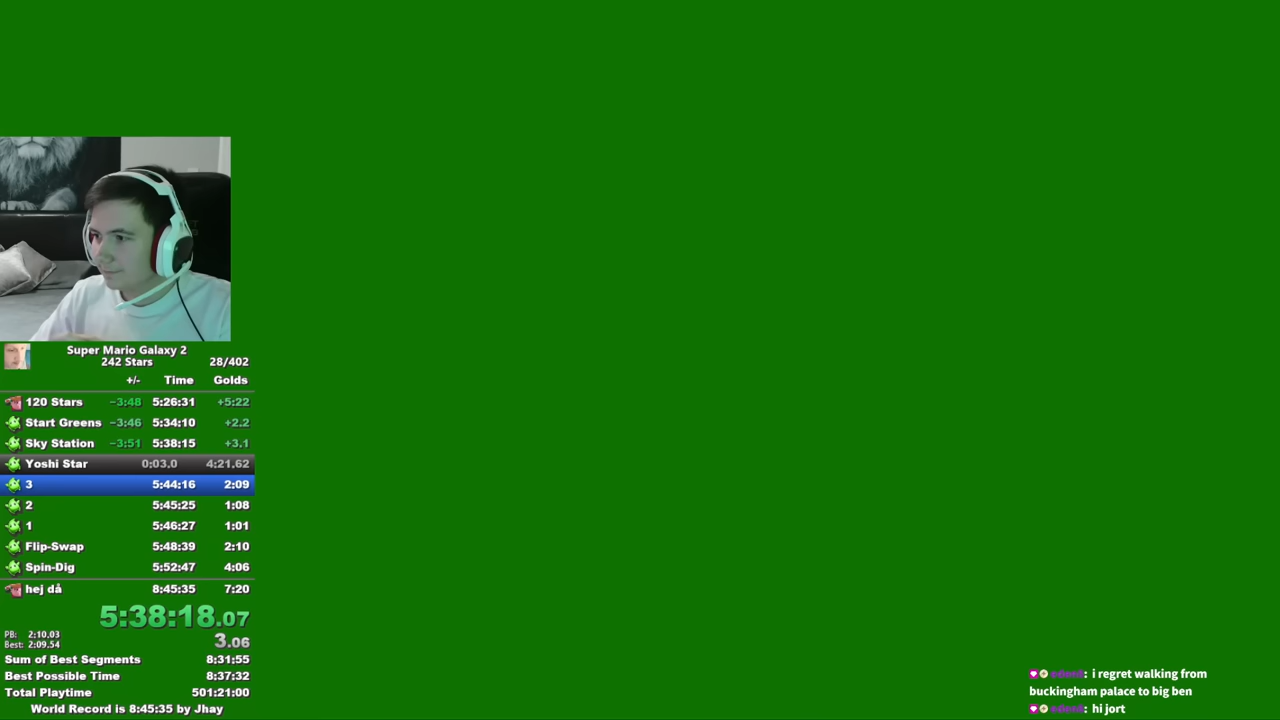 Super Mario Galaxy 2
242 Stars 28/402
+/- Time Golds
120 Stars −3:48 5:26:31 +5:22
Start Greens −3:46 5:34:10 +2.2
Sky Station −3:51 5:38:15 +3.1
Yoshi Star 0:03.0 4:21.62
3 5:44:16 2:09
2 5:45:25 1:08
1 5:46:27 1:01
Flip-Swap 5:48:39 2:10
Spin-Dig 5:52:47 4:06
hej då 8:45:35 7:20
5:38:18.07
PB: 2:10.03
Best: 2:09.54
3.06
Sum of Best Segments 8:31:55
Best Possible Time 8:37:32
Total Playtime 501:21:00
World Record is 8:45:35 by Jhay
: i regret walking from
buckingham palace to big ben
: hi jort